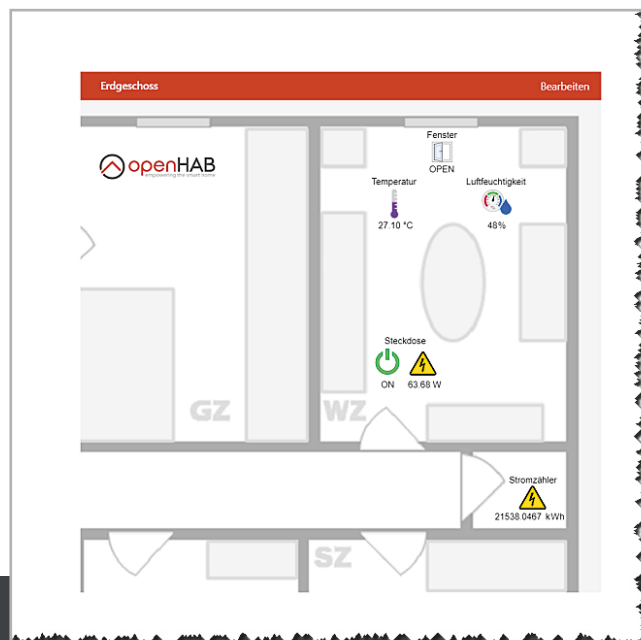 Erdgeschoss
Bearbeiten
openHAB
empowering the smart home
Fenster
OPEN
Temperatur
Luftfeuchtigkeit
27.10 °C
48%
Steckdose
ON
63.68 W
GZ
WZ
Stromzähler
21538.0467 kWh
SZ